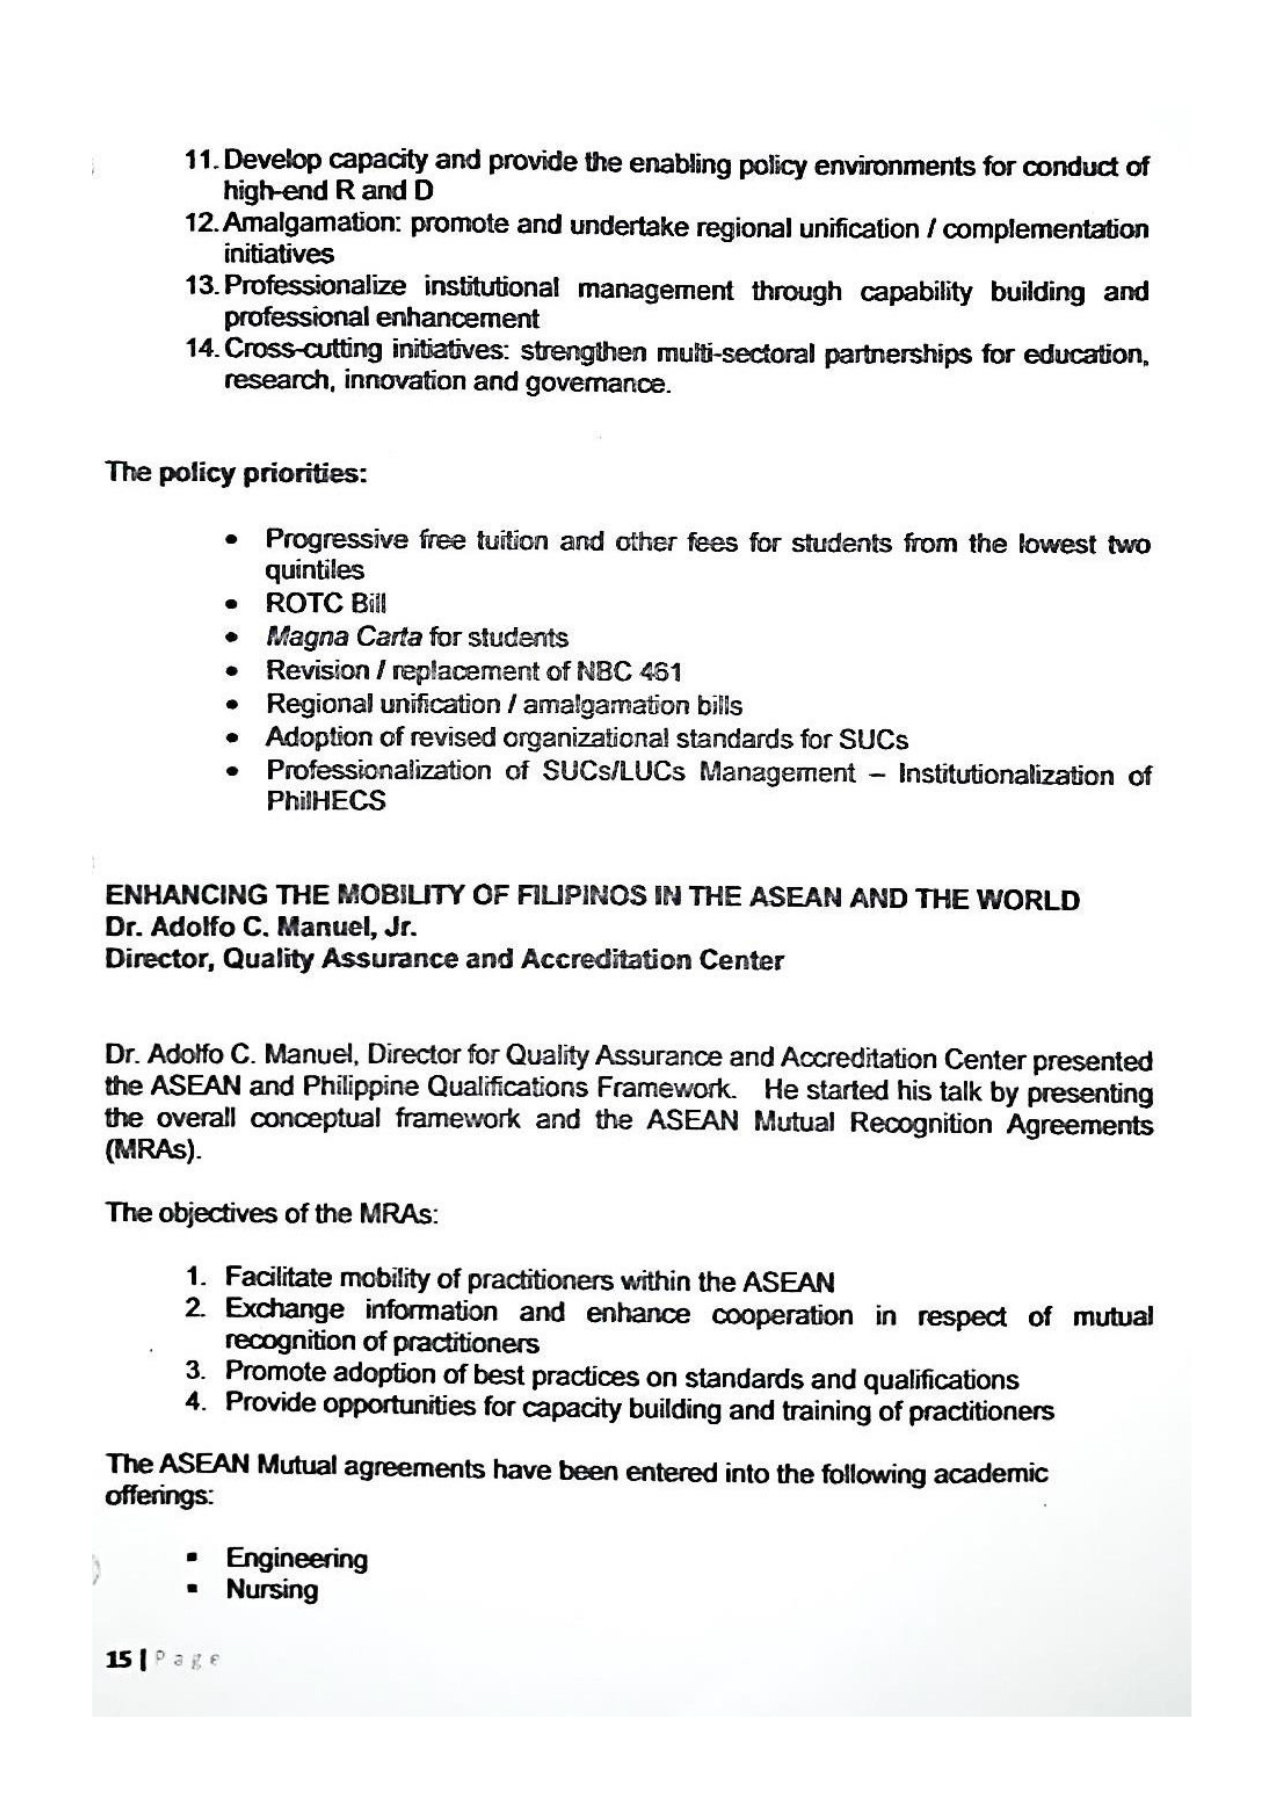 11. Develop capacity and provide the enabling policy environments for conduct of
high-end R and D
12. Amalgamation: promote and undertake regional unification / complementation
initiatives
13. Professionalize institutional management through capability building and
professional enhancement
14. Cross-cutting initiatives: strengthen multi-sectoral partnerships for education,
research, innovation and governance.
The policy priorities:
• Progressive free tuition and other fees for students from the lowest two
quintiles
• ROTC Bill
• Magna Carta for students
• Revision / replacement of NBC 461
• Regional unification / amalgamation bills
• Adoption of revised organizational standards for SUCs
• Professionalization of SUCs/LUCs Management – Institutionalization of
PhilHECS
ENHANCING THE MOBILITY OF FILIPINOS IN THE ASEAN AND THE WORLD
Dr. Adolfo C. Manuel, Jr.
Director, Quality Assurance and Accreditation Center
Dr. Adolfo C. Manuel, Director for Quality Assurance and Accreditation Center presented
the ASEAN and Philippine Qualifications Framework. He started his talk by presenting
the overall conceptual framework and the ASEAN Mutual Recognition Agreements
(MRAs).
The objectives of the MRAs:
1. Facilitate mobility of practitioners within the ASEAN
2. Exchange information and enhance cooperation in respect of mutual
recognition of practitioners
3. Promote adoption of best practices on standards and qualifications
4. Provide opportunities for capacity building and training of practitioners
The ASEAN Mutual agreements have been entered into the following academic
offerings:
▪ Engineering
▪ Nursing
15 | Page